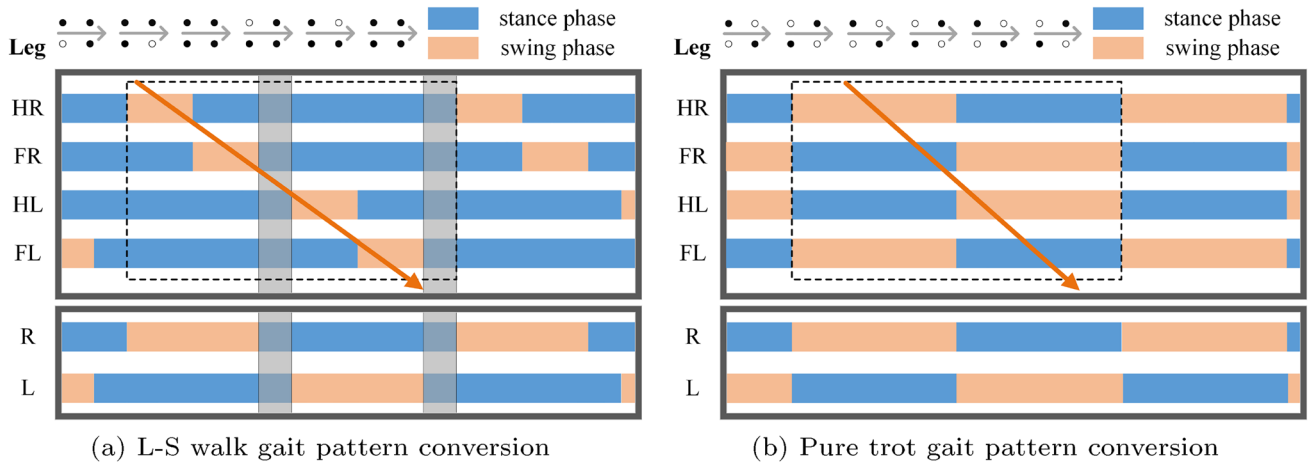 stance phase
swing phase
Leg
HR
FR
HL
FL
R
L
(a) L-S walk gait pattern conversion
stance phase
swing phase
Leg
HR
FR
HL
FL
R
L
(b) Pure trot gait pattern conversion